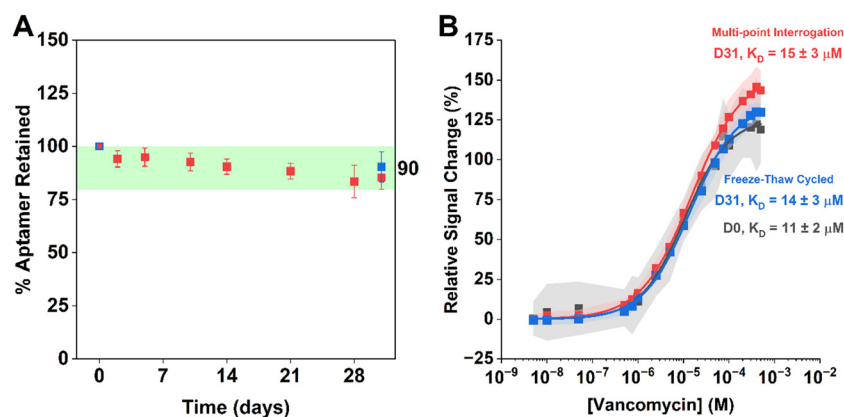 A
% Aptamer Retained
150
125
100
75
50
25
0
90
0 7 14 21 28
Time (days)
B
Relative Signal Change (%)
175
150
125
100
75
50
25
0
−25
Multi-point Interrogation
D31, K_D = 15 ± 3 μM
Freeze-Thaw Cycled
D31, K_D = 14 ± 3 μM
D0, K_D = 11 ± 2 μM
10⁻⁹ 10⁻⁸ 10⁻⁷ 10⁻⁶ 10⁻⁵ 10⁻⁴ 10⁻³ 10⁻²
[Vancomycin] (M)